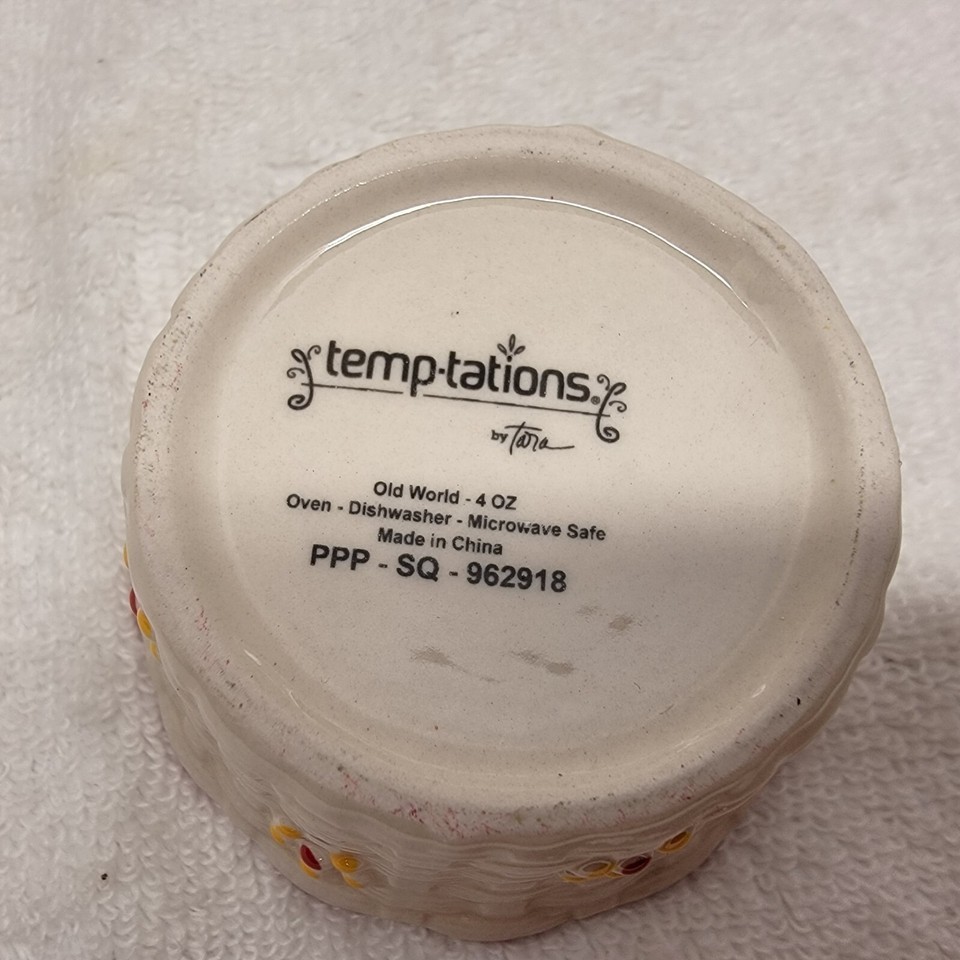 temp·tations®
by Tara
Old World - 4 OZ
Oven - Dishwasher - Microwave Safe
Made in China
PPP - SQ - 962918